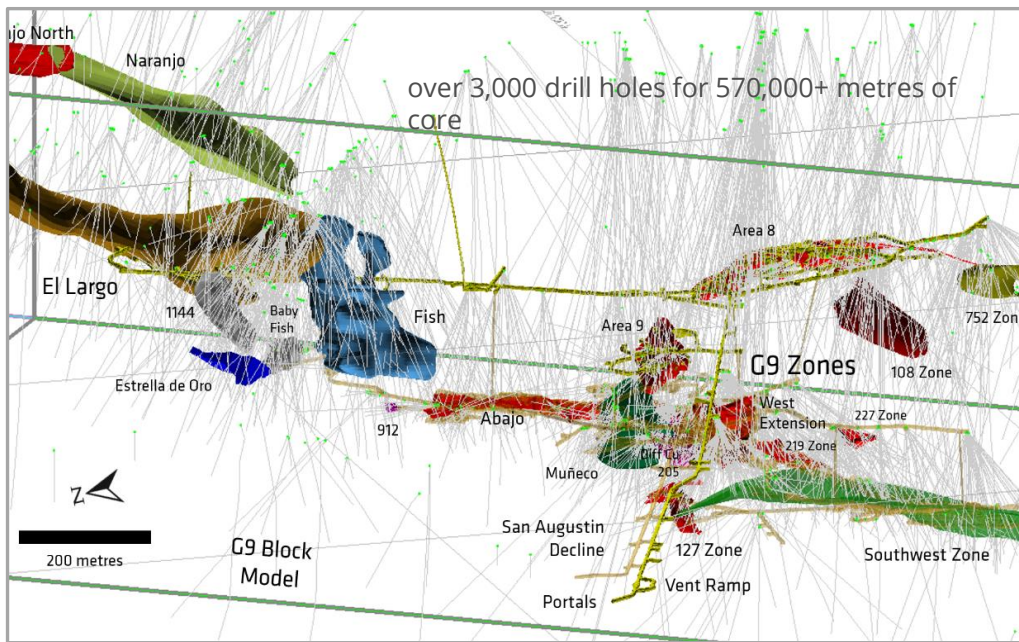 jo North
Naranjo
over 3,000 drill holes for 570,000+ metres of
core
Area 8
El Largo
1144
Baby
Fish
Fish
752 Zon
Area 9
108 Zone
G9 Zones
Estrella de Oro
912
Abajo
West
Extension
227 Zone
219 Zone
Muñeco
205
San Augustin
Decline
127 Zone
Southwest Zone
Z
200 metres
G9 Block
Model
Vent Ramp
Portals